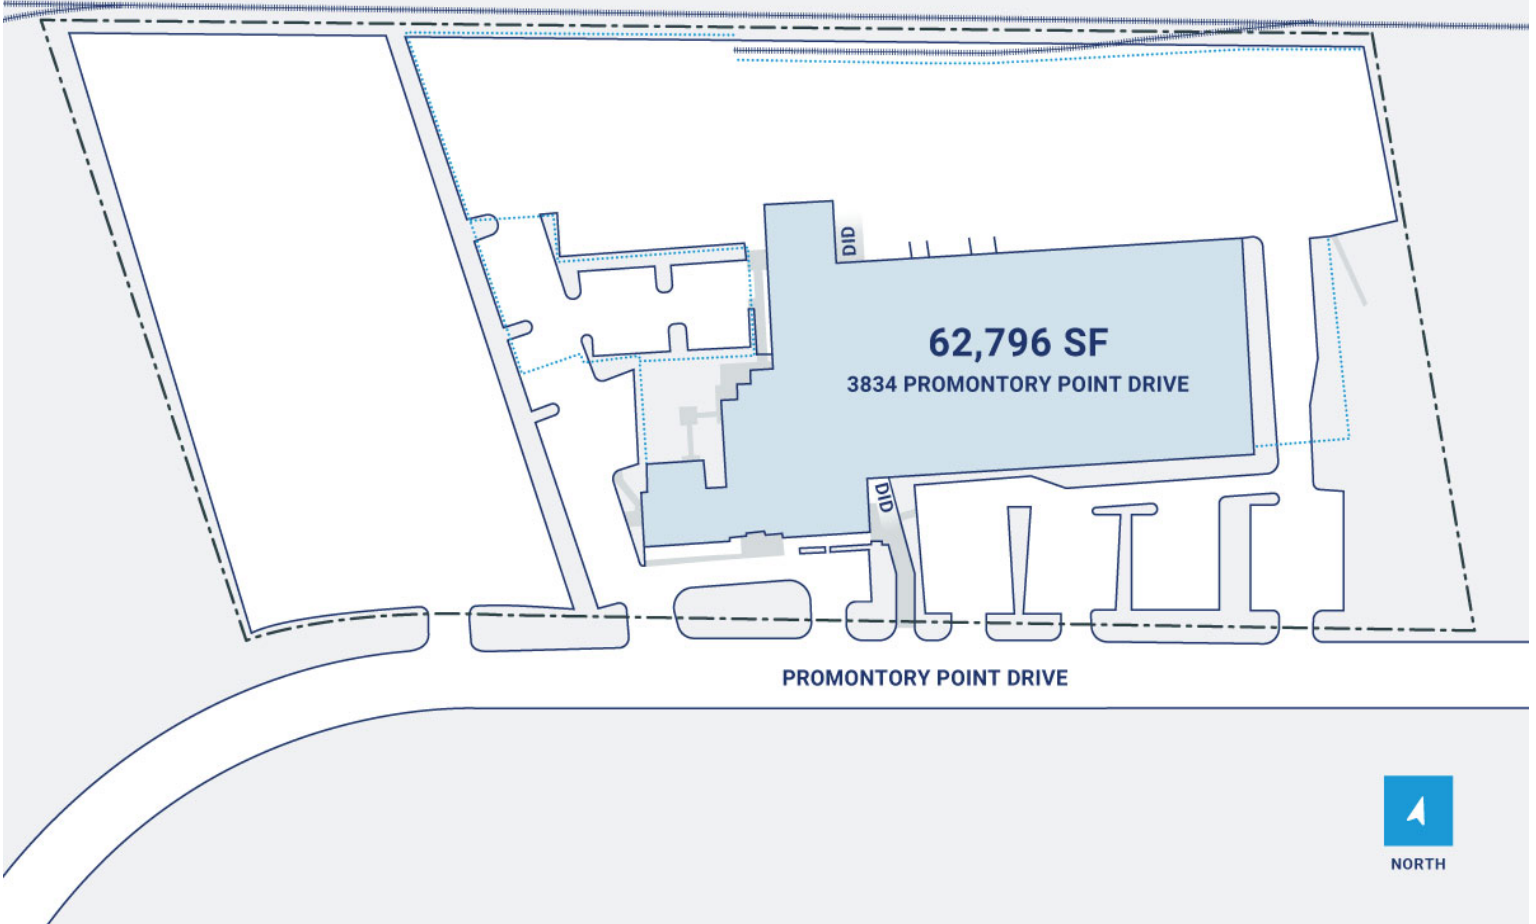 DID
62,796 SF
3834 PROMONTORY POINT DRIVE
DID
PROMONTORY POINT DRIVE
NORTH